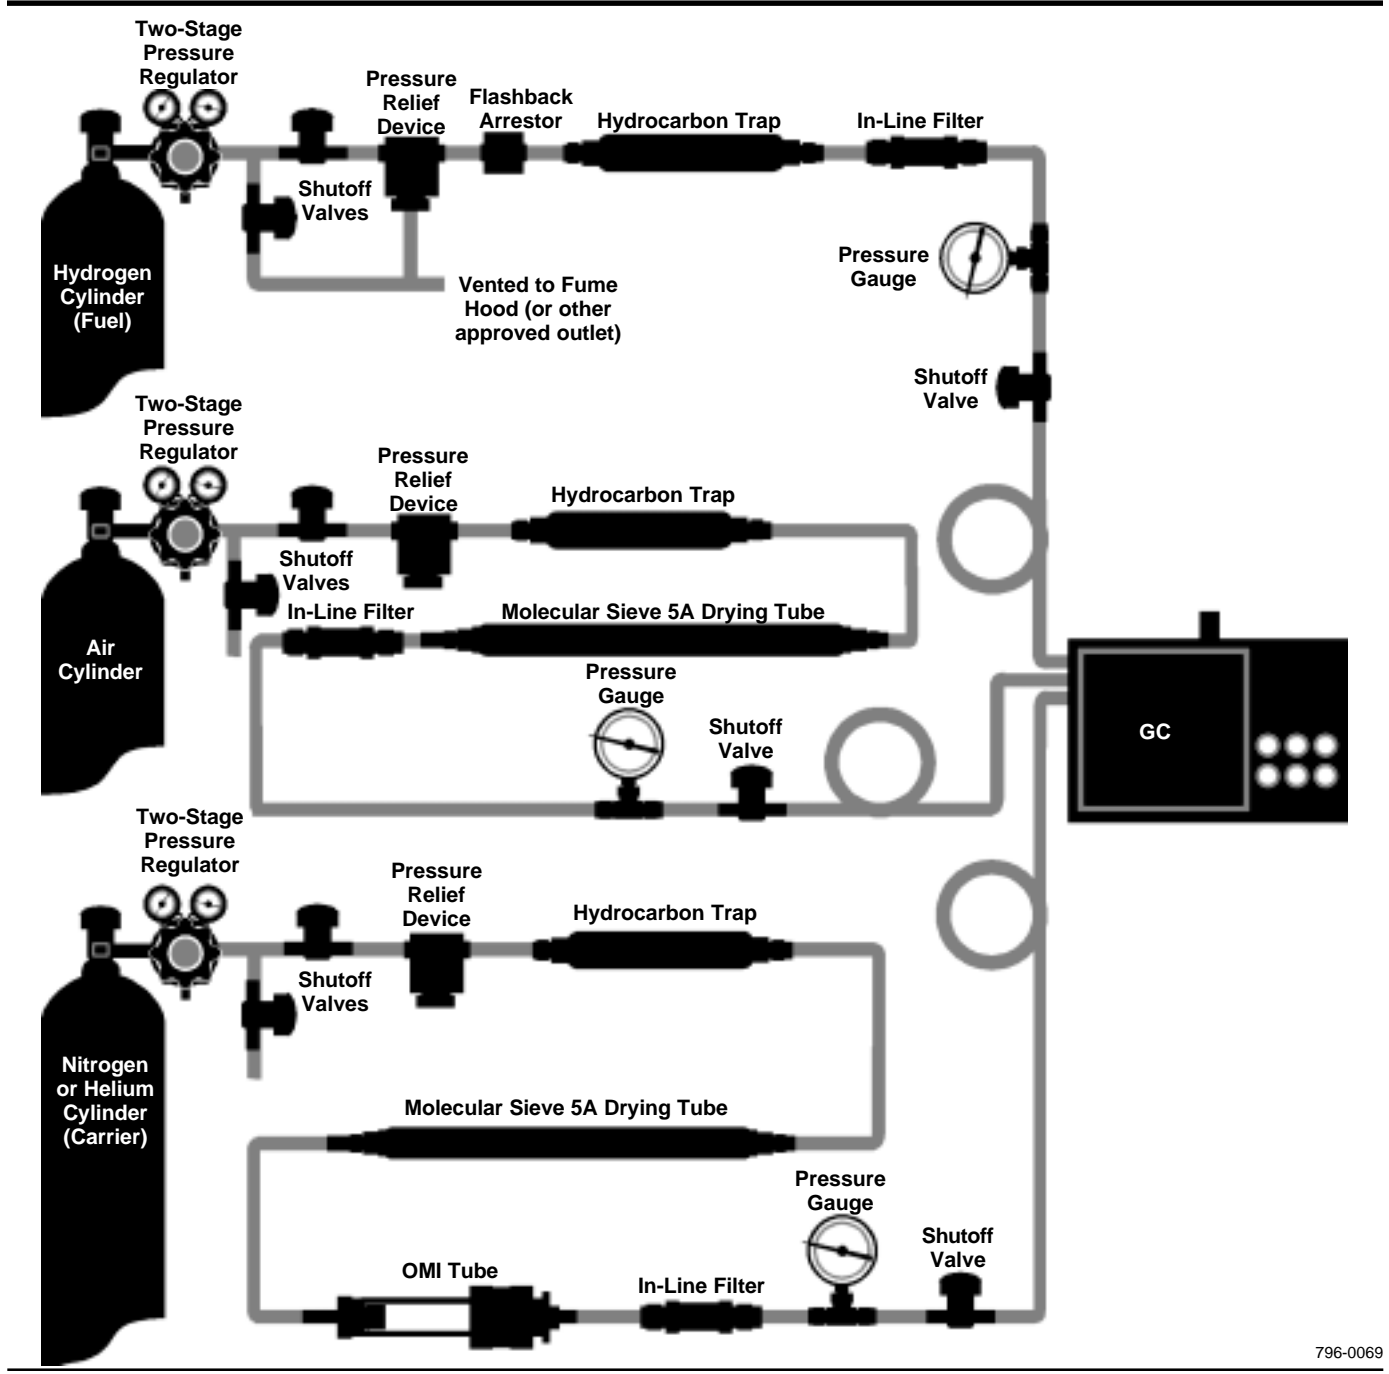 Two-Stage
Pressure
Regulator
Pressure
Relief
Device
Flashback
Arrestor
Hydrocarbon Trap
In-Line Filter
Shutoff
Valves
Hydrogen
Cylinder
(Fuel)
Vented to Fume
Hood (or other
approved outlet)
Pressure
Gauge
Shutoff
Valve
Two-Stage
Pressure
Regulator
Pressure
Relief
Device
Hydrocarbon Trap
Shutoff
Valves
In-Line Filter
Molecular Sieve 5A Drying Tube
Air
Cylinder
Pressure
Gauge
Shutoff
Valve
GC
Two-Stage
Pressure
Regulator
Pressure
Relief
Device
Hydrocarbon Trap
Shutoff
Valves
Nitrogen
or Helium
Cylinder
(Carrier)
Molecular Sieve 5A Drying Tube
Pressure
Gauge
Shutoff
Valve
OMI Tube
In-Line Filter
796-0069